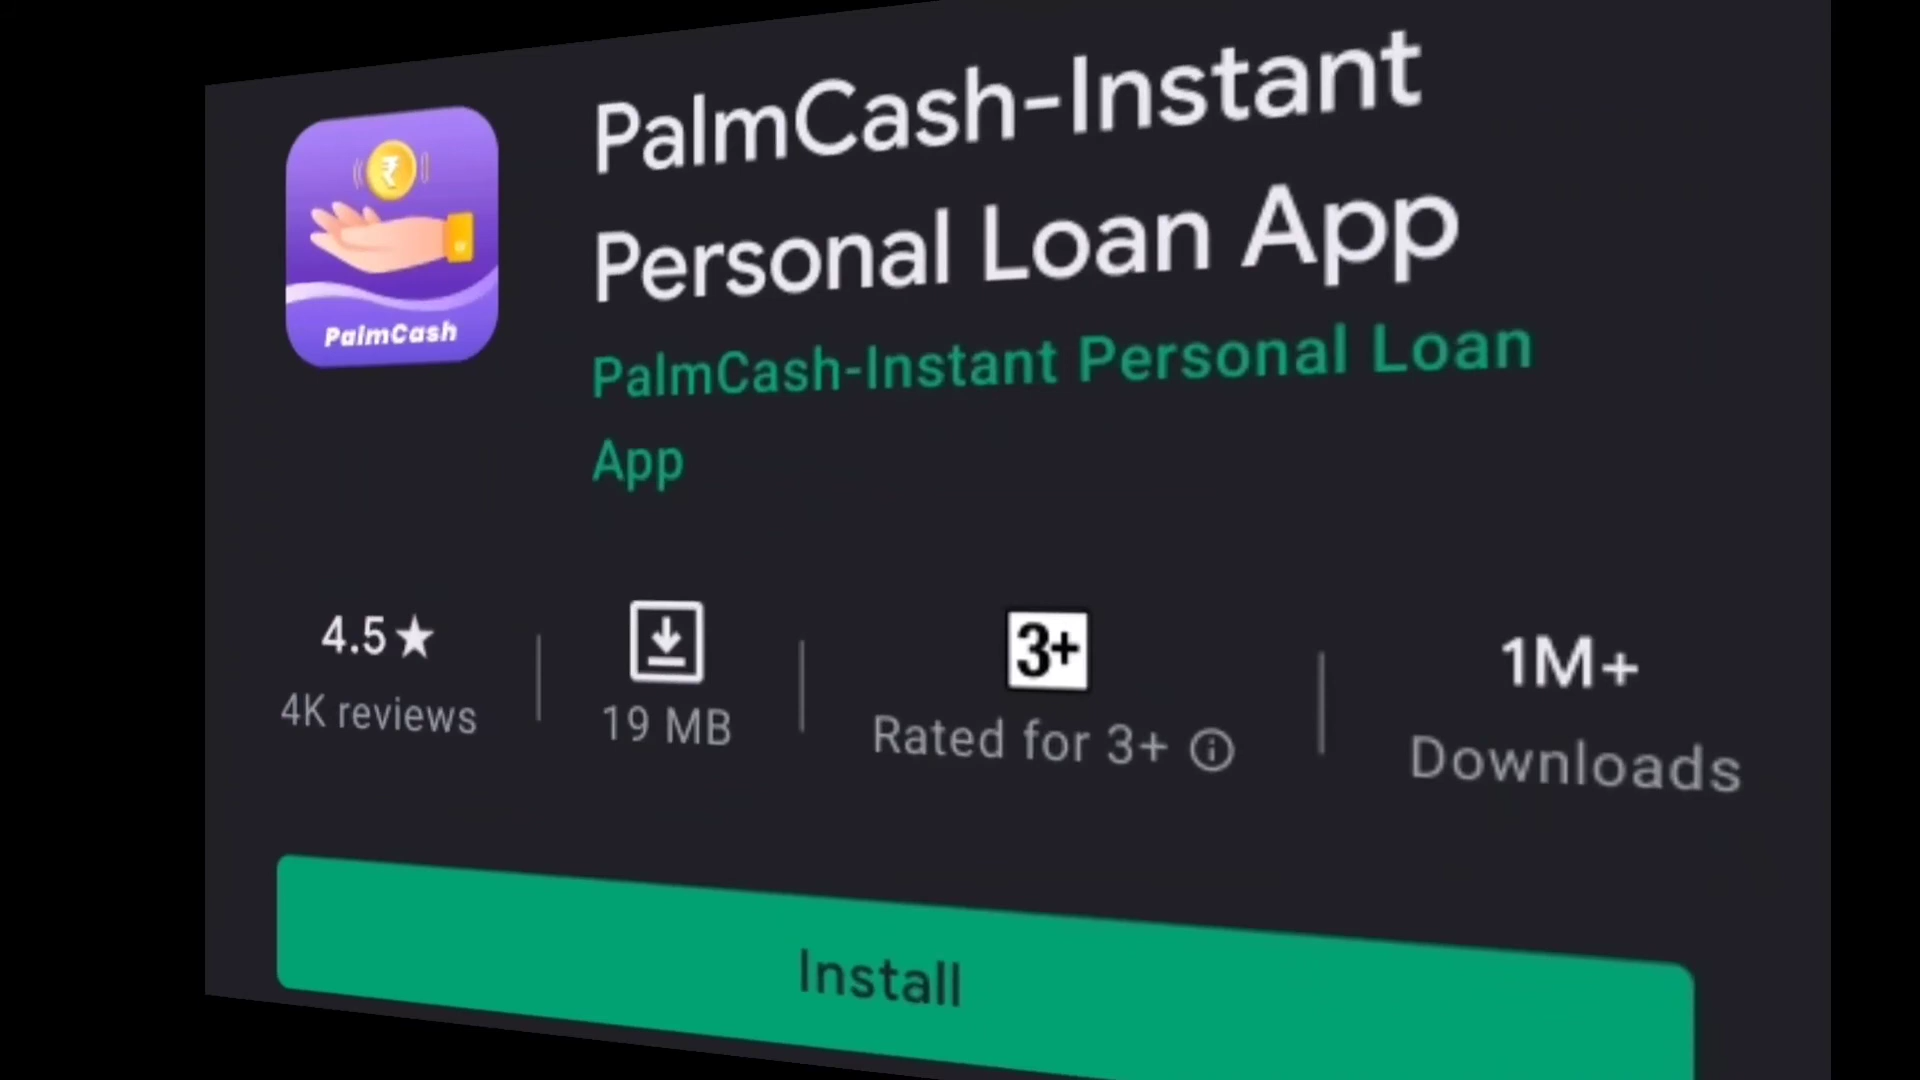 PalmCash-Instant
Personal Loan App
PalmCash-Instant Personal Loan
App
₹
PalmCash
4.5★
4K reviews
19 MB
3+
Rated for 3+
1M+
Downloads
Install